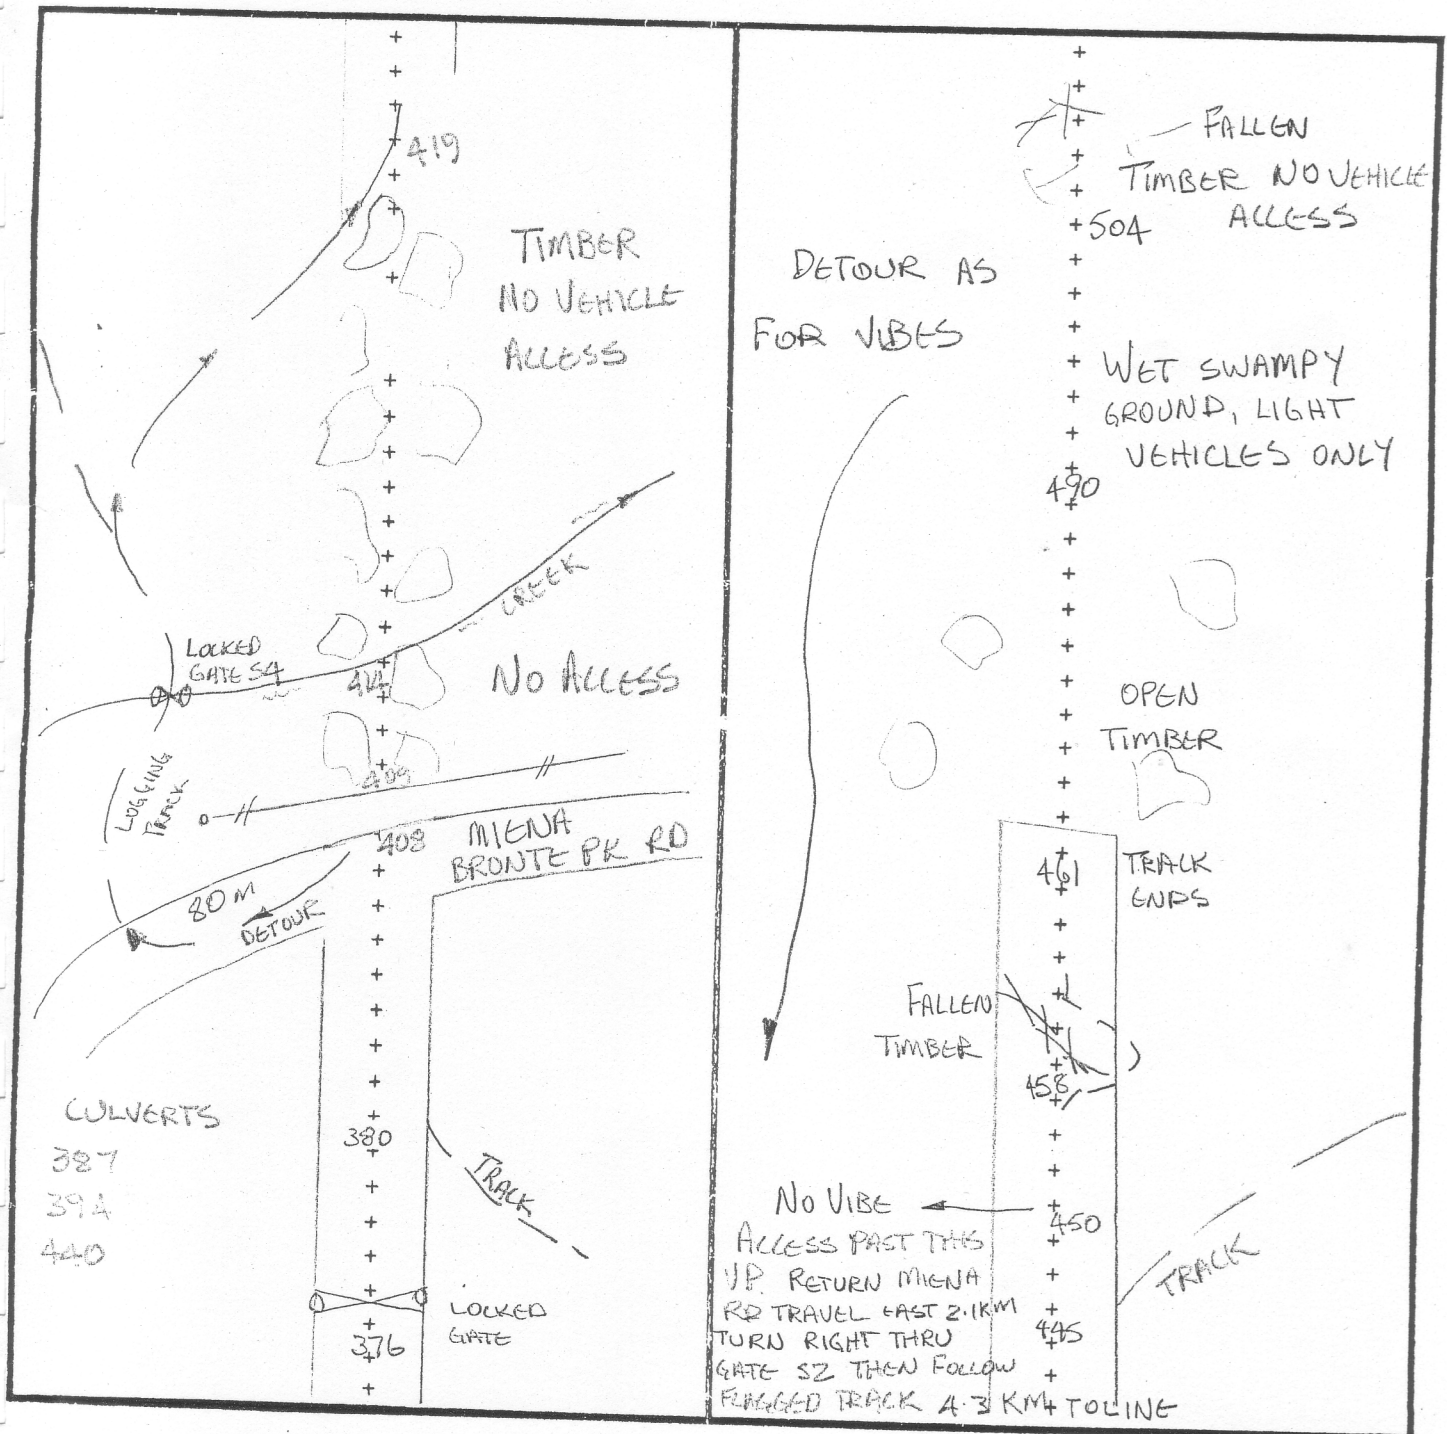 419
TIMBER
NO VEHICLE
ACCESS
CREEK
LOCKED
GATE S4
414
NO ACCESS
LOGGING
TRACK
409
408
MIENA
BRONTE PK RD
80 M
DETOUR
CULVERTS
387
394
440
380
TRACK
LOCKED
GATE
376
FALLEN
TIMBER NO VEHICLE
ACCESS
504
DETOUR AS
FOR VIBES
WET SWAMPY
GROUND, LIGHT
VEHICLES ONLY
490
OPEN
TIMBER
461
TRACK
ENDS
FALLEN
TIMBER
458
NO VIBE
450
ACCESS PAST THIS
V.P. RETURN MIENA
RD TRAVEL EAST 2.1KM
TURN RIGHT THRU
GATE S2 THEN FOLLOW
FLAGGED TRACK 4.3 KM TO LINE
445
TRACK